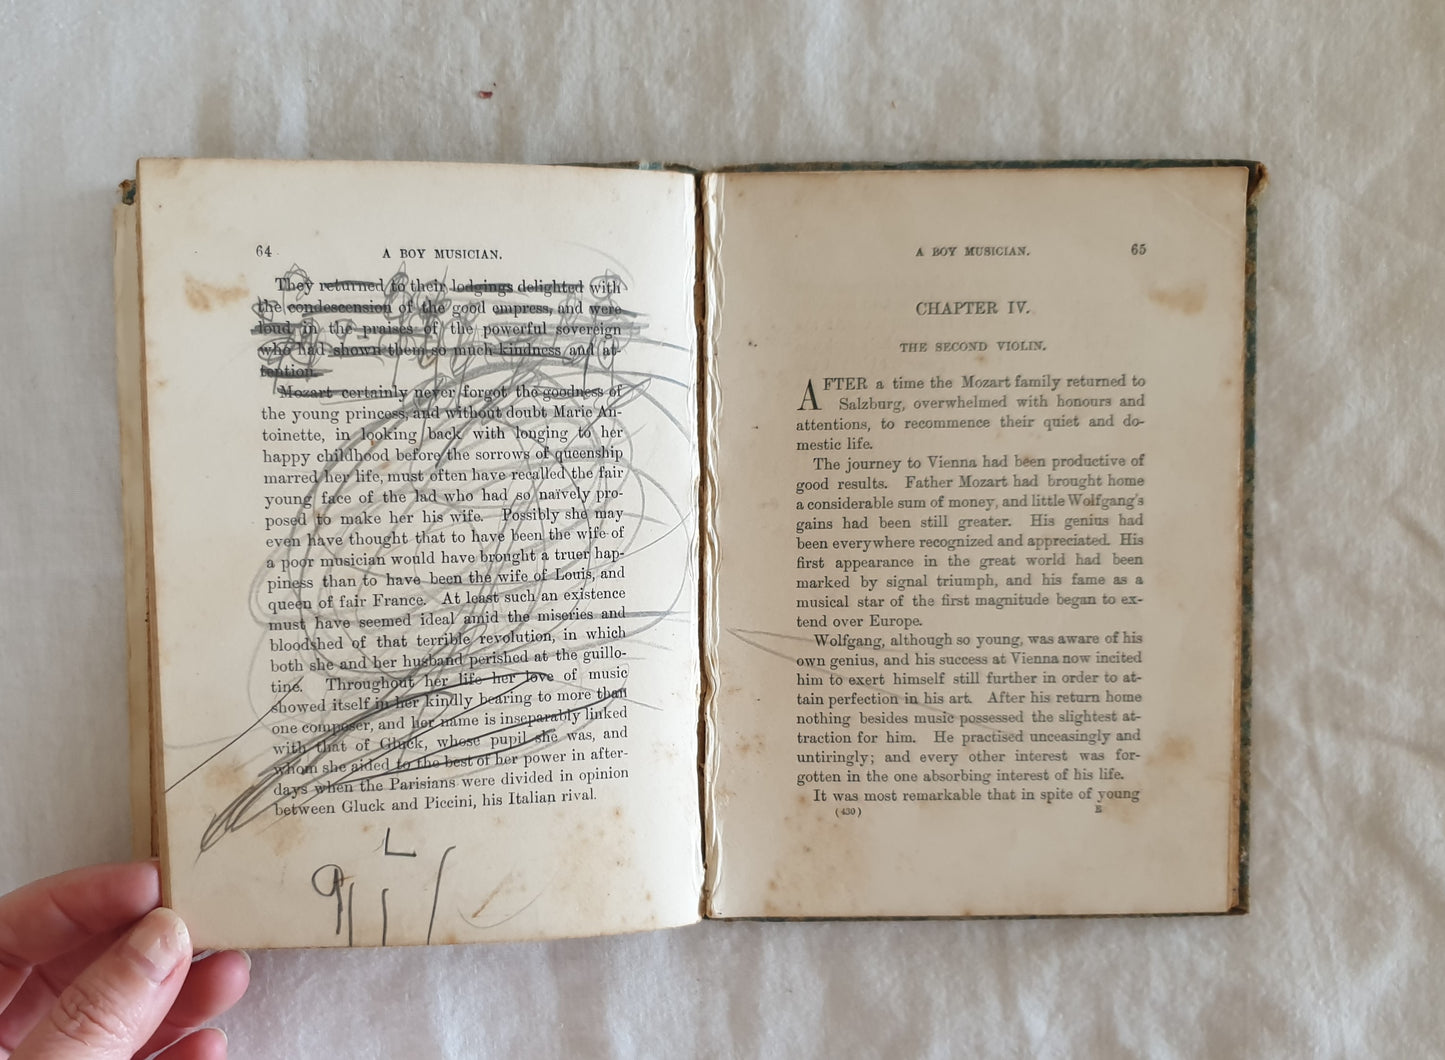 64
A BOY MUSICIAN.
They returned to their lodgings delighted with
the condescension of the good empress, and were
loud in the praises of the powerful sovereign
who had shown them so much kindness and at-
tention.
Mozart certainly never forgot the goodness of
the young princess, and without doubt Marie An-
toinette, in looking back with longing to her
happy childhood before the sorrows of queenship
marred her life, must often have recalled the fair
young face of the lad who had so naïvely pro-
posed to make her his wife. Possibly she may
even have thought that to have been the wife of
a poor musician would have brought a truer hap-
piness than to have been the wife of Louis, and
queen of fair France. At least such an existence
must have seemed ideal amid the miseries and
bloodshed of that terrible revolution, in which
both she and her husband perished at the guillo-
tine. Throughout her life her love of music
showed itself in her kindly bearing to more than
one composer, and her name is inseparably linked
with that of Gluck, whose pupil she was, and
whom she aided to the best of her power in after-
days when the Parisians were divided in opinion
between Gluck and Piccini, his Italian rival.
A BOY MUSICIAN.
65
CHAPTER IV.
THE SECOND VIOLIN.
AFTER a time the Mozart family returned to
Salzburg, overwhelmed with honours and
attentions, to recommence their quiet and do-
mestic life.
The journey to Vienna had been productive of
good results. Father Mozart had brought home
a considerable sum of money, and little Wolfgang's
gains had been still greater. His genius had
been everywhere recognized and appreciated. His
first appearance in the great world had been
marked by signal triumph, and his fame as a
musical star of the first magnitude began to ex-
tend over Europe.
Wolfgang, although so young, was aware of his
own genius, and his success at Vienna now incited
him to exert himself still further in order to at-
tain perfection in his art. After his return home
nothing besides music possessed the slightest at-
traction for him. He practised unceasingly and
untiringly; and every other interest was for-
gotten in the one absorbing interest of his life.
It was most remarkable that in spite of young
(430)
E